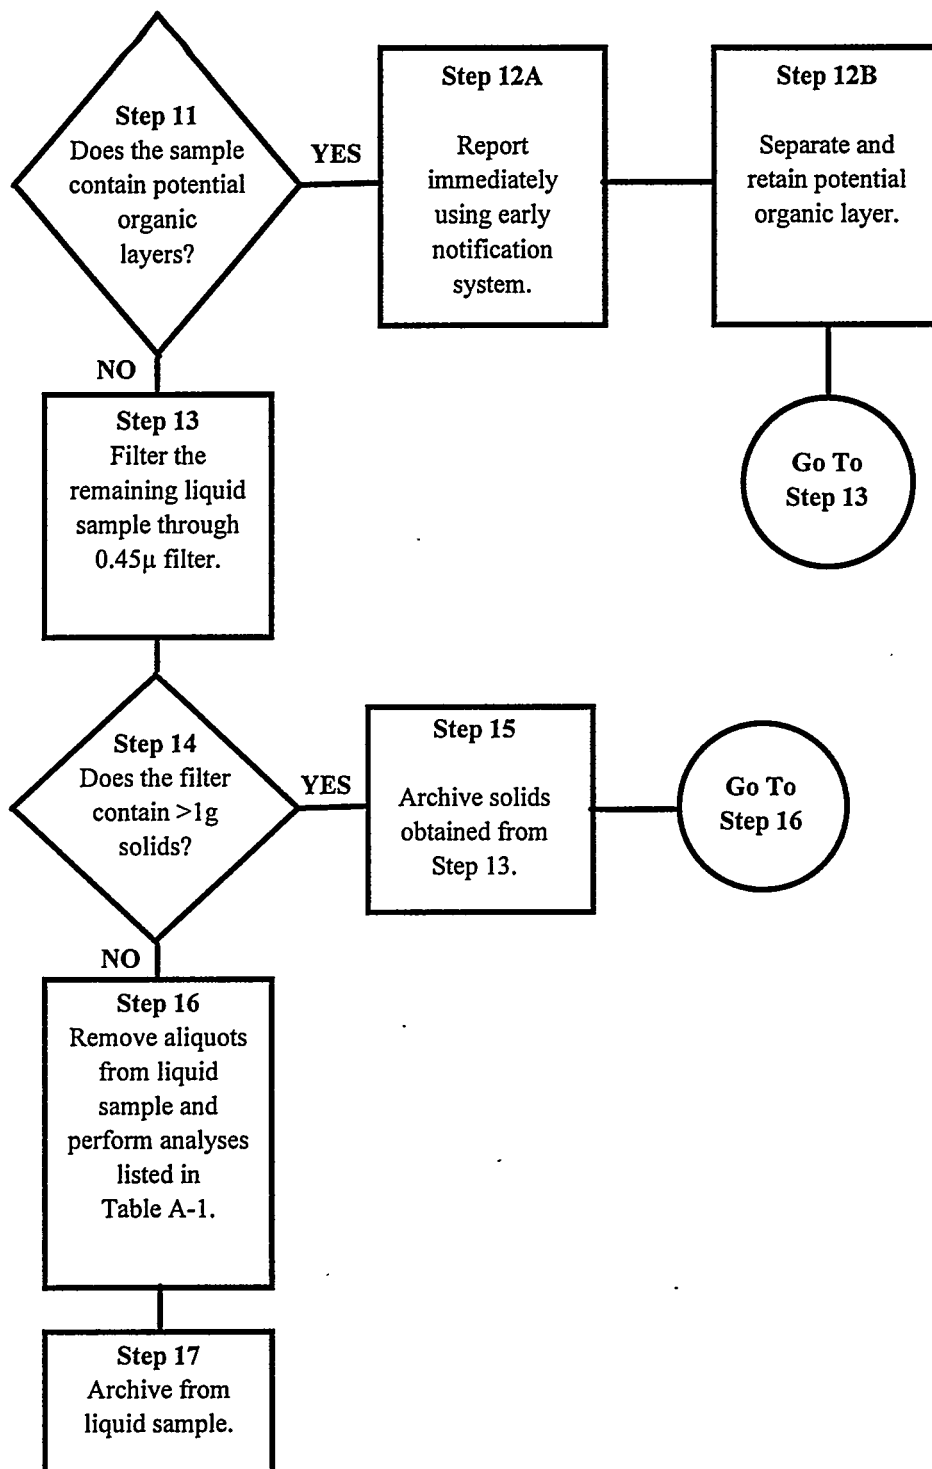 Step 11
Does the sample
contain potential
organic
layers?
YES
Step 12A
Report
immediately
using early
notification
system.
Step 12B
Separate and
retain potential
organic layer.
Go To
Step 13
NO
Step 13
Filter the
remaining liquid
sample through
0.45μ filter.
Step 14
Does the filter
contain >1g
solids?
YES
Step 15
Archive solids
obtained from
Step 13.
Go To
Step 16
NO
Step 16
Remove aliquots
from liquid
sample and
perform analyses
listed in
Table A-1.
Step 17
Archive from
liquid sample.